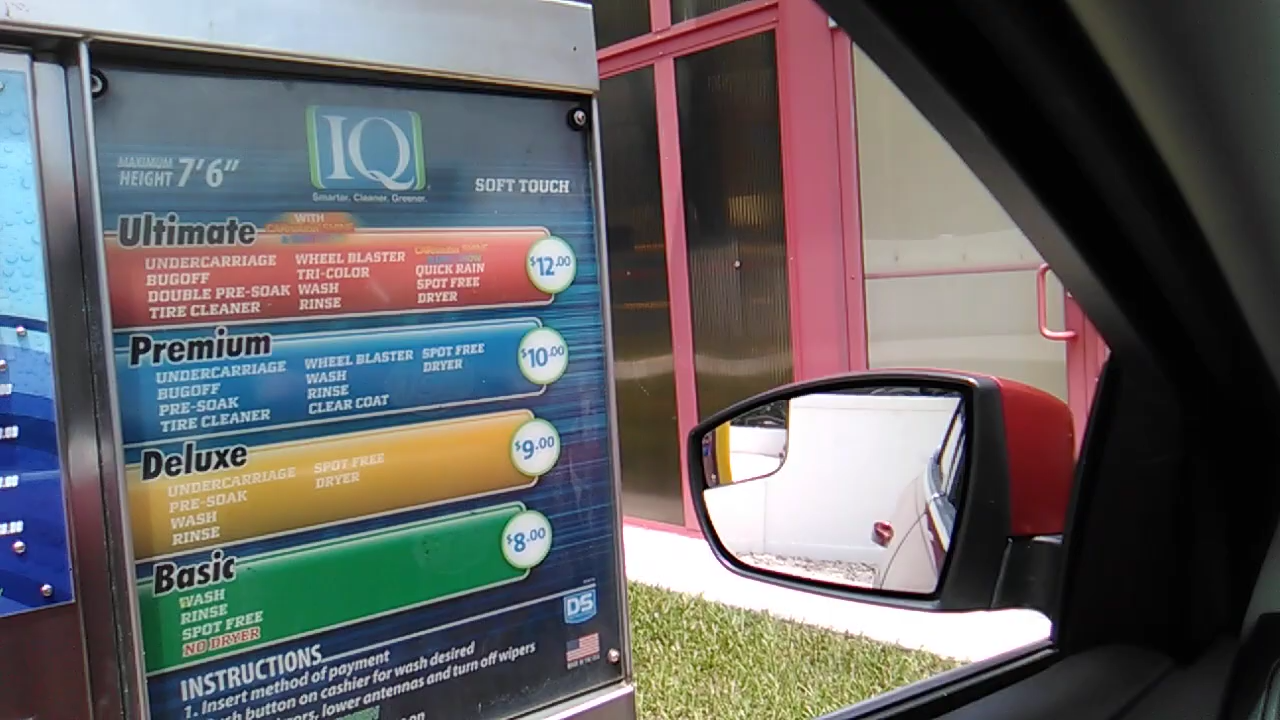 MAXIMUM
HEIGHT 7'6"
IQ
Smarter. Cleaner. Greener.
SOFT TOUCH
Ultimate
WITH
UNDERCARRIAGE
BUGOFF
DOUBLE PRE-SOAK
TIRE CLEANER
WHEEL BLASTER
TRI-COLOR
WASH
RINSE
QUICK RAIN
SPOT FREE
DRYER
$12.00
Premium
UNDERCARRIAGE
BUGOFF
PRE-SOAK
TIRE CLEANER
WHEEL BLASTER
WASH
RINSE
CLEAR COAT
SPOT FREE
DRYER
$10.00
Deluxe
UNDERCARRIAGE
PRE-SOAK
WASH
RINSE
SPOT FREE
DRYER
$9.00
Basic
WASH
RINSE
SPOT FREE
NO DRYER
$8.00
DS
INSTRUCTIONS
1. Insert method of payment
button on cashier for wash desired
lower antennas and turn off wipers